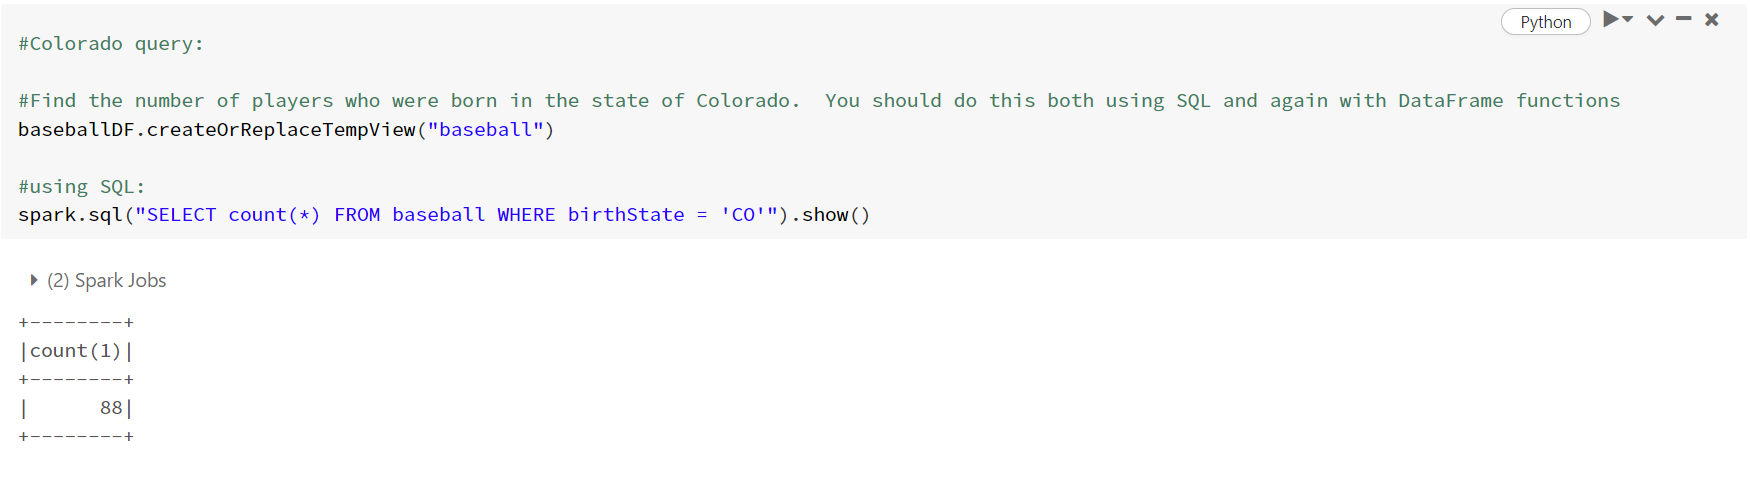 Python
#Colorado query:
#Find the number of players who were born in the state of Colorado.  You should do this both using SQL and again with DataFrame functions
baseballDF.createOrReplaceTempView("baseball")
#using SQL:
spark.sql("SELECT count(*) FROM baseball WHERE birthState = 'CO'").show()
(2) Spark Jobs
+--------+
|count(1)|
+--------+
|      88|
+--------+